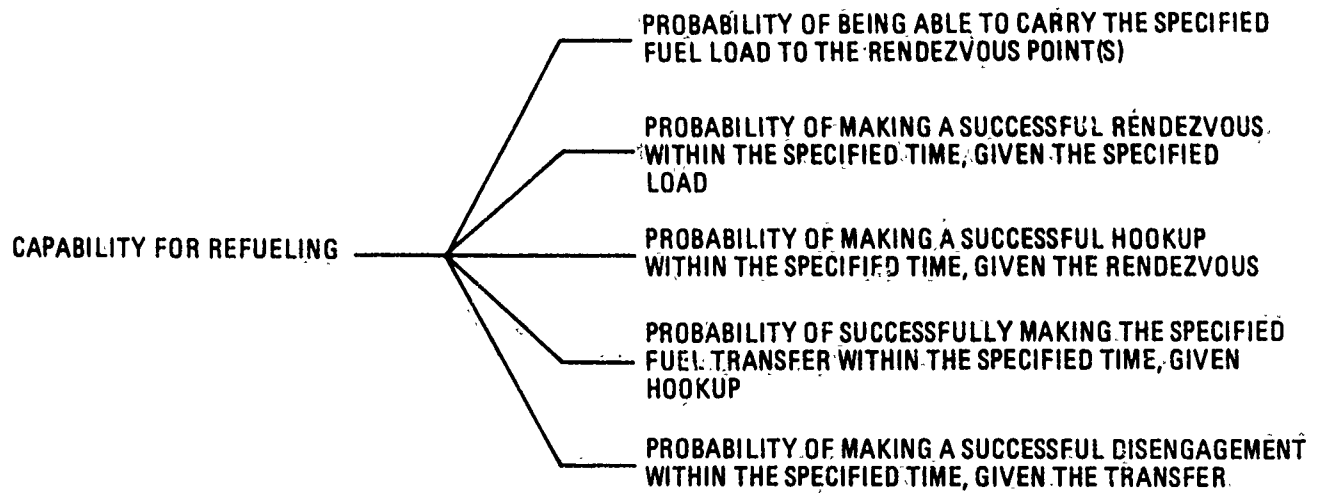 PROBABILITY OF BEING ABLE TO CARRY THE SPECIFIED
FUEL LOAD TO THE RENDEZVOUS POINT(S)
PROBABILITY OF MAKING A SUCCESSFUL RENDEZVOUS
WITHIN THE SPECIFIED TIME, GIVEN THE SPECIFIED
LOAD
CAPABILITY FOR REFUELING
PROBABILITY OF MAKING A SUCCESSFUL HOOKUP
WITHIN THE SPECIFIED TIME, GIVEN THE RENDEZVOUS
PROBABILITY OF SUCCESSFULLY MAKING THE SPECIFIED
FUEL TRANSFER WITHIN THE SPECIFIED TIME, GIVEN
HOOKUP
PROBABILITY OF MAKING A SUCCESSFUL DISENGAGEMENT
WITHIN THE SPECIFIED TIME, GIVEN THE TRANSFER